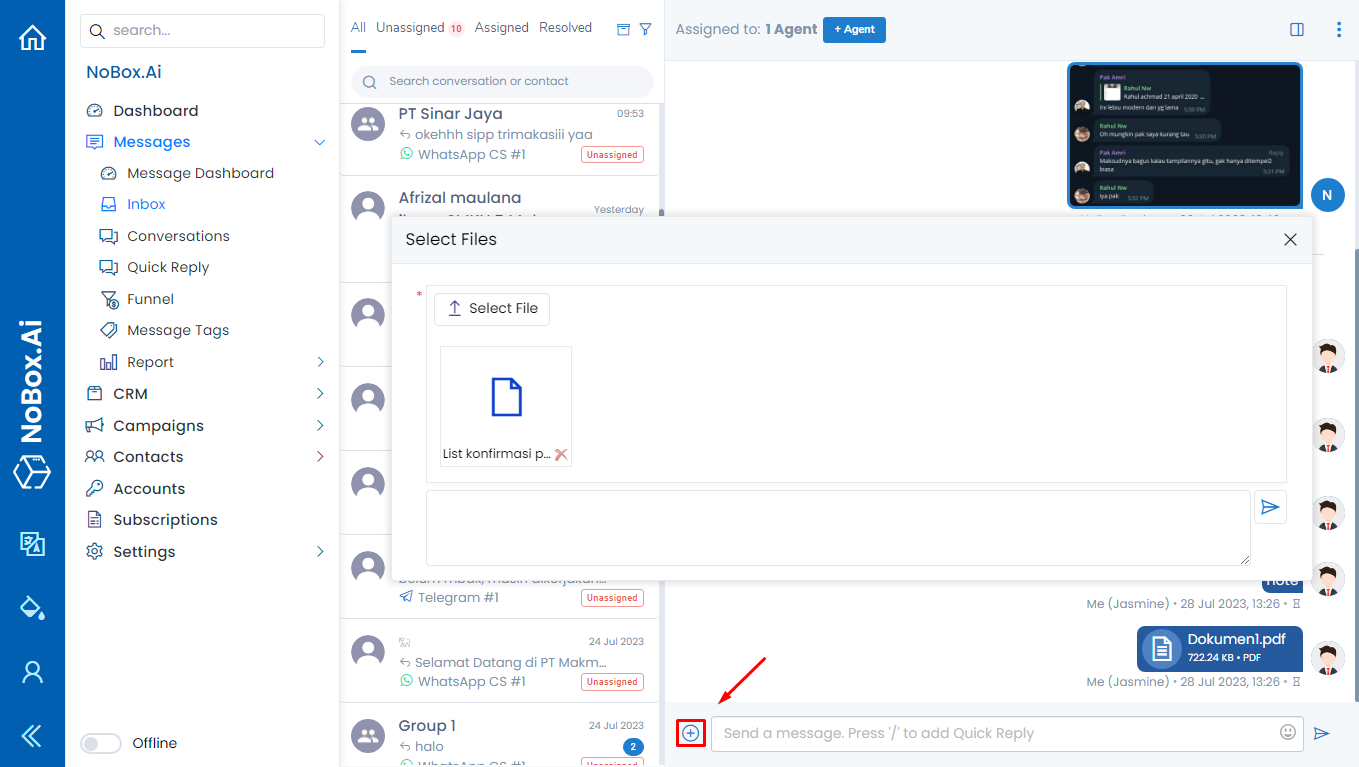 NoBox.Ai
search...
NoBox.Ai
Dashboard
Messages
Message Dashboard
Inbox
Conversations
Quick Reply
Funnel
Message Tags
Report
CRM
Campaigns
Contacts
Accounts
Subscriptions
Settings
Offline
All Unassigned 10 Assigned Resolved
Search conversation or contact
PT Sinar Jaya 09:53
okehhh sipp trimakasiii yaa
WhatsApp CS #1 Unassigned
Afrizal maulana
Yesterday
Telegram #1 Unassigned
24 Jul 2023
Selamat Datang di PT Makm...
WhatsApp CS #1 Unassigned
Group 1 24 Jul 2023
halo 2
WhatsApp CS #1 Unassigned
Assigned to: 1 Agent + Agent
Pak Amri
Rahul Nw
Rahul achmad 21 april 2020 ...
ini lebiu modern dari yg lama 5:30 PM
Rahul Nw
Oh mungkin pak saya kurang tau 5:30 PM
Pak Amri Reply
Maksudnya bagus kalau tampilannya gitu, gak hanya ditempel2
biasa 5:31 PM
Rahul Nw
iya pak 5:32 PM
N
Select Files
*
Select File
List konfirmasi p...
note
Me (Jasmine) • 28 Jul 2023, 13:26 •
Dokumen1.pdf
722.24 KB • PDF
Me (Jasmine) • 28 Jul 2023, 13:26 •
Send a message. Press '/' to add Quick Reply